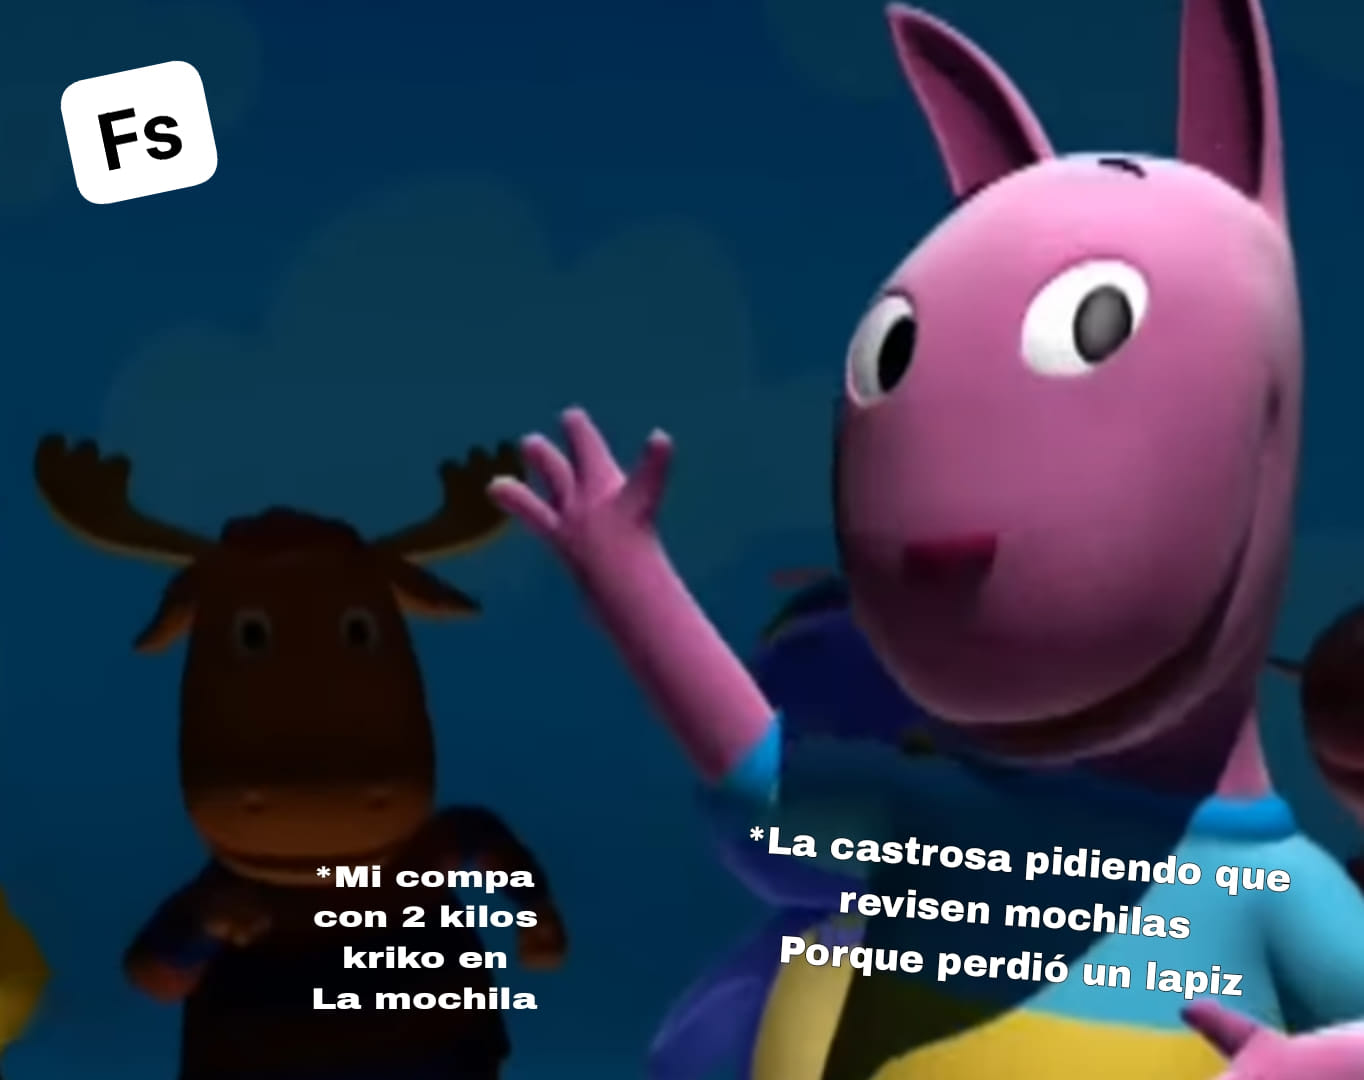 Fs
*Mi compa
con 2 kilos
kriko en
La mochila
*La castrosa pidiendo que
revisen mochilas
Porque perdió un lapiz